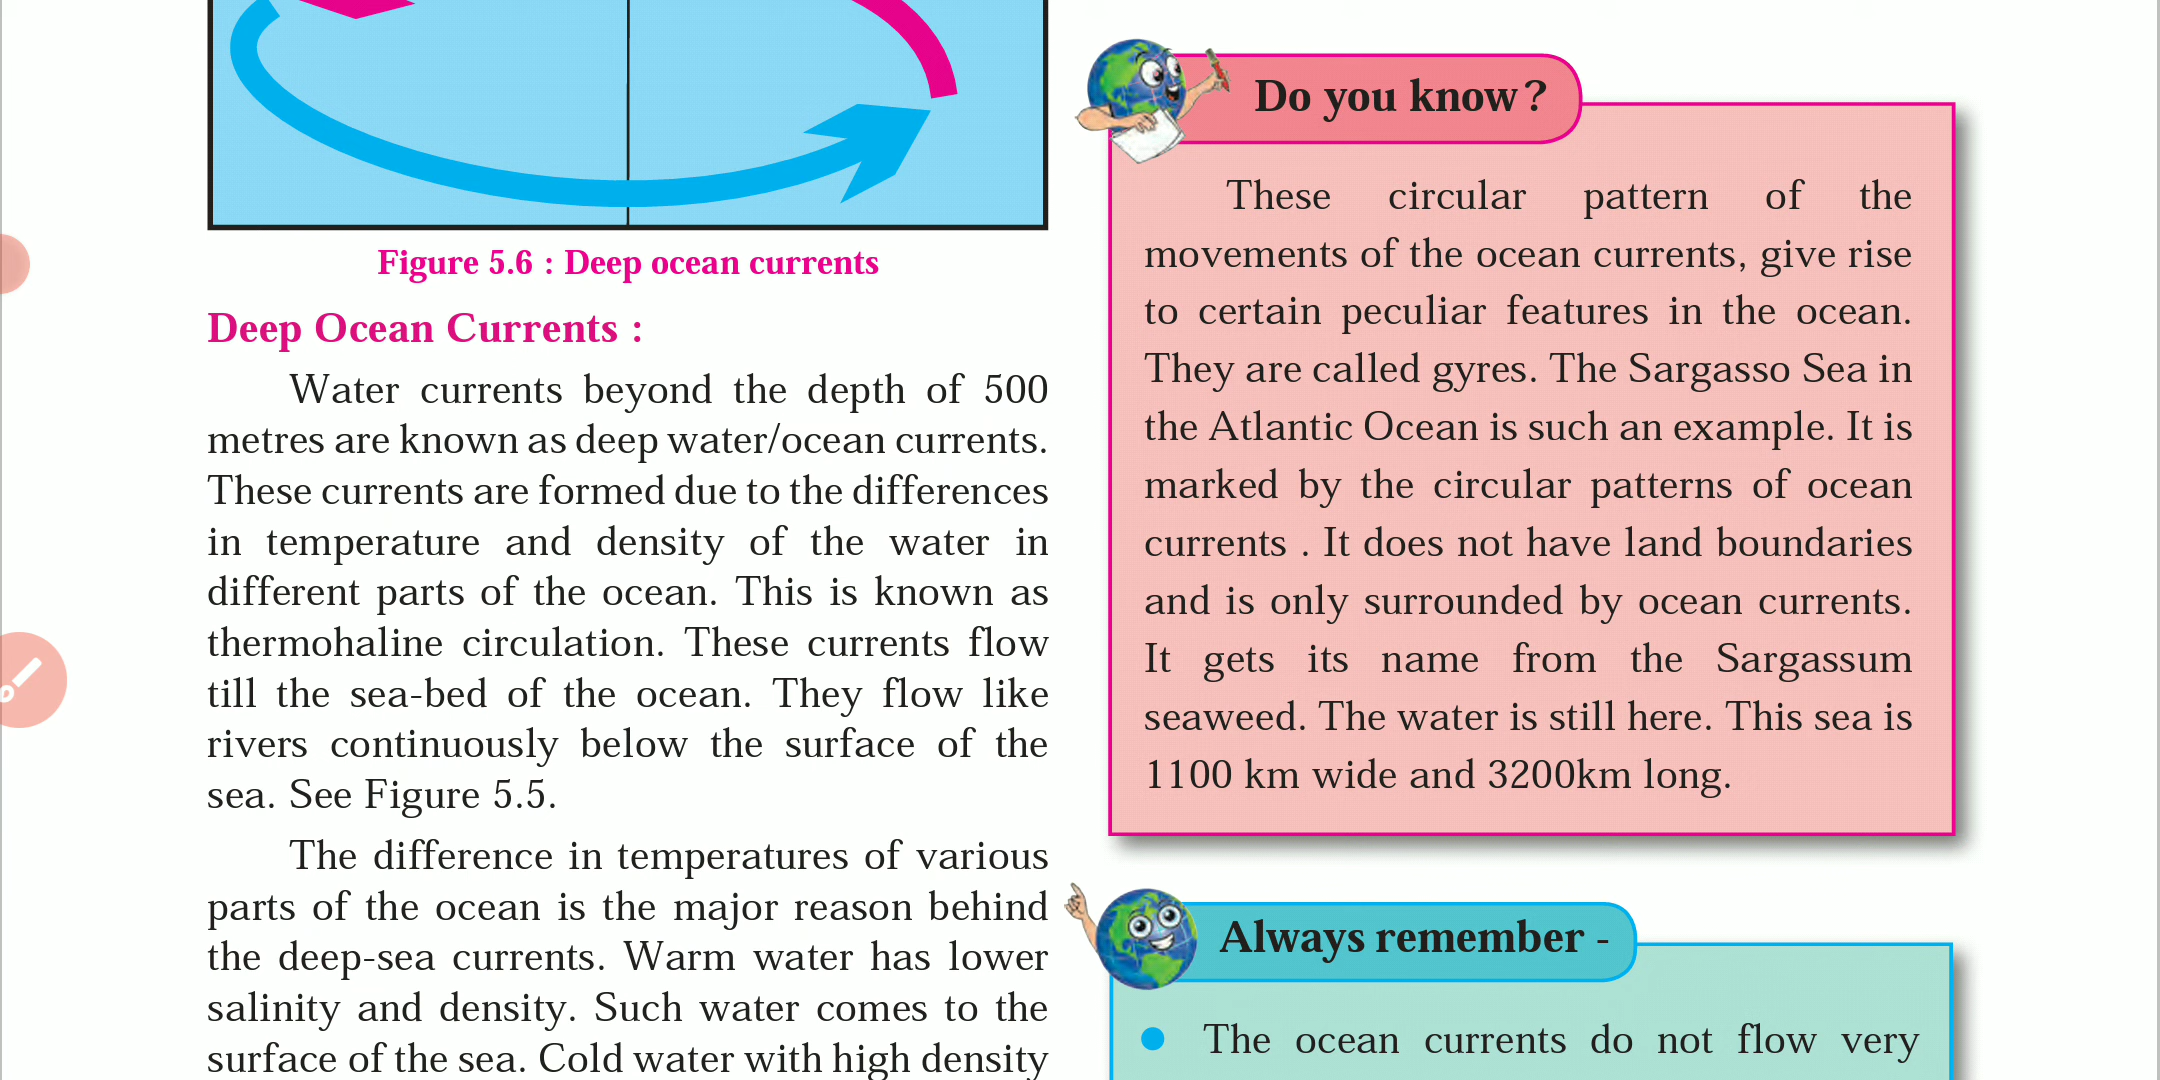 Figure 5.6 : Deep ocean currents
Deep Ocean Currents :
Water currents beyond the depth of 500
metres are known as deep water/ocean currents.
These currents are formed due to the differences
in temperature and density of the water in
different parts of the ocean. This is known as
thermohaline circulation. These currents flow
till the sea-bed of the ocean. They flow like
rivers continuously below the surface of the
sea. See Figure 5.5.
The difference in temperatures of various
parts of the ocean is the major reason behind
the deep-sea currents. Warm water has lower
salinity and density. Such water comes to the
surface of the sea. Cold water with high density
Do you know?
These circular pattern of the
movements of the ocean currents, give rise
to certain peculiar features in the ocean.
They are called gyres. The Sargasso Sea in
the Atlantic Ocean is such an example. It is
marked by the circular patterns of ocean
currents . It does not have land boundaries
and is only surrounded by ocean currents.
It gets its name from the Sargassum
seaweed. The water is still here. This sea is
1100 km wide and 3200km long.
Always remember -
● The ocean currents do not flow very